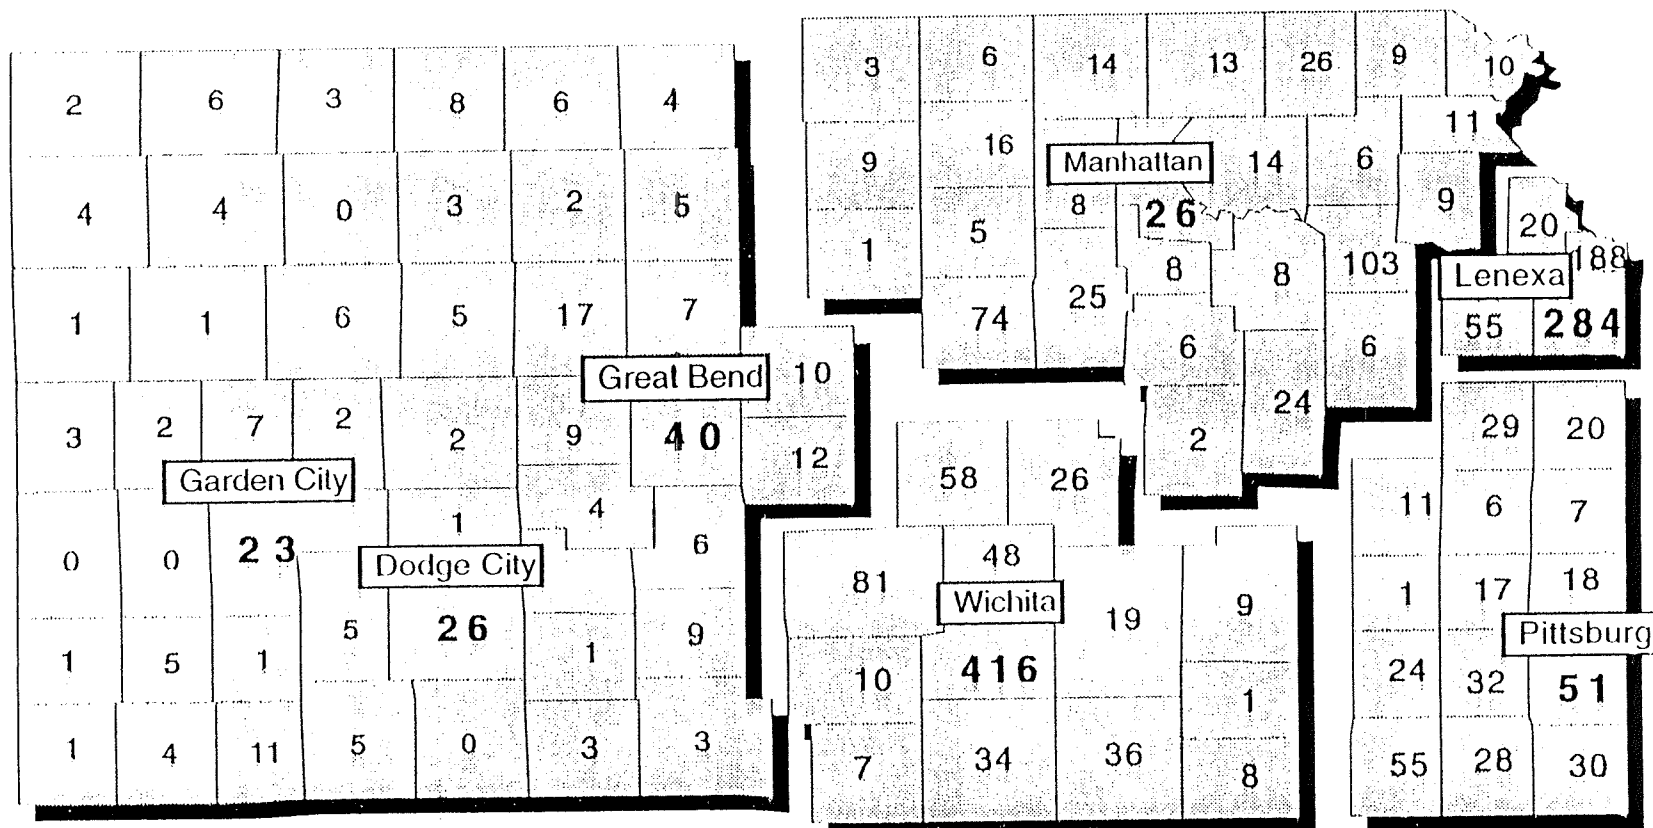 2 6 3 8 6 4
4 4 0 3 2 5
1 1 6 5 17 7
Great Bend
10
3 2 7 2 2 9 40
12
Garden City
4
0 0 23 1 6
Dodge City
1 5 1 5 26 1 9
1 4 11 5 0 3 3
3 6 14 13 26 9 10
11
9 16 Manhattan 14 6
9
1 5 8 26
8 8 103
74 25
6 6
24
2
20
188
Lenexa
55 284
58 26
48
81
Wichita
19 9
10 416
1
7 34 36 8
29 20
11 6 7
1 17 18
Pittsburg
24 32 51
55 28 30